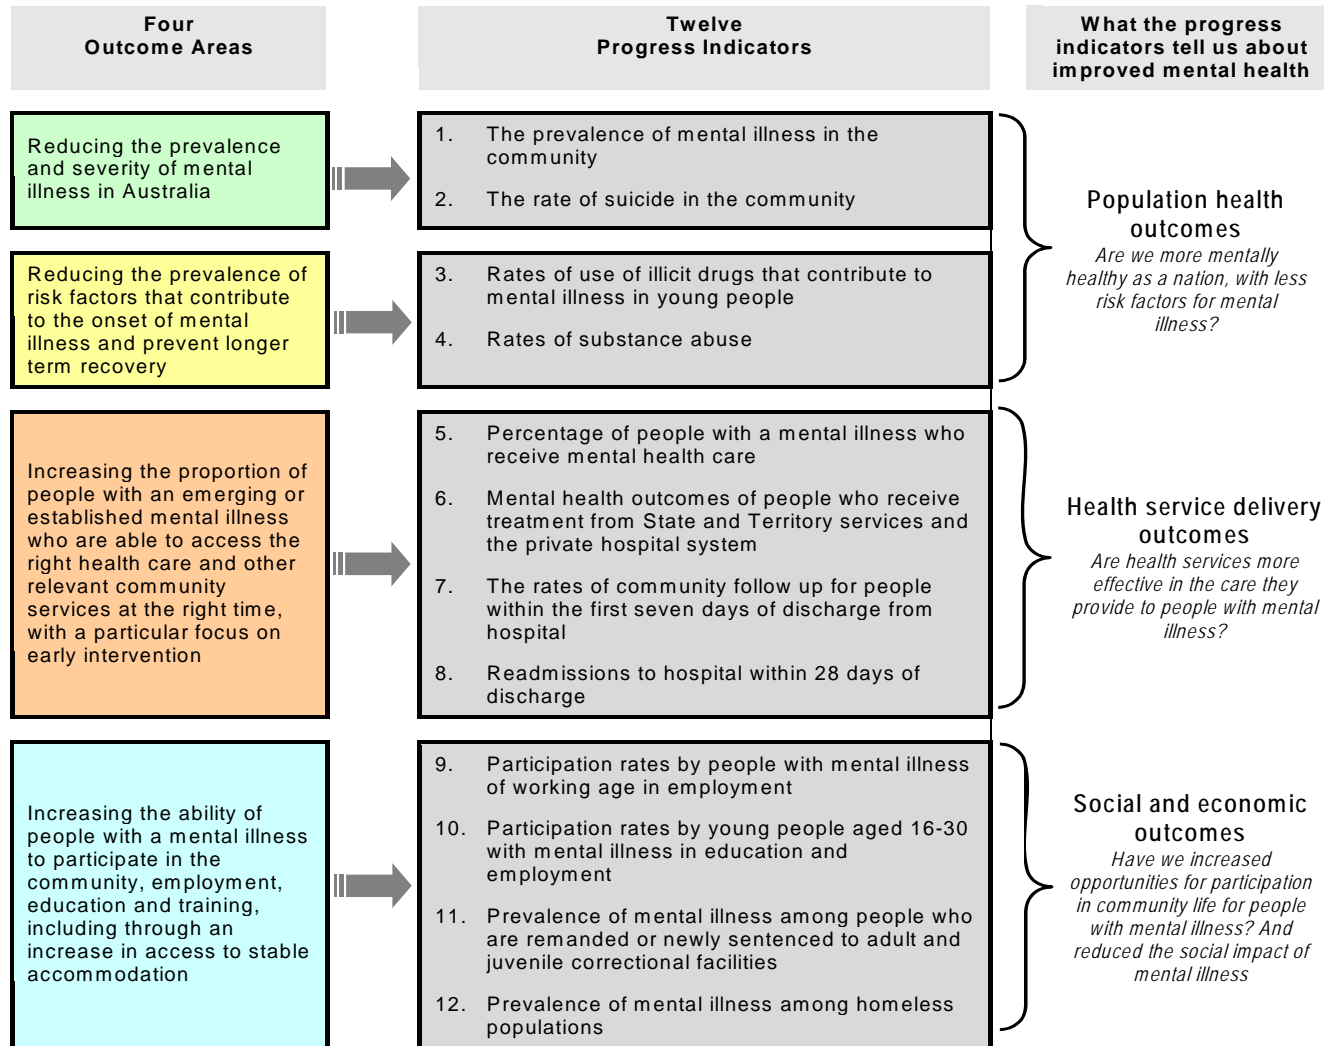 Four
Outcome Areas
Twelve
Progress Indicators
What the progress
indicators tell us about
improved mental health
Reducing the prevalence
and severity of mental
illness in Australia
1. The prevalence of mental illness in the
community
2. The rate of suicide in the community
Population health
outcomes
Are we more mentally
healthy as a nation, with less
risk factors for mental
illness?
Reducing the prevalence of
risk factors that contribute
to the onset of mental
illness and prevent longer
term recovery
3. Rates of use of illicit drugs that contribute to
mental illness in young people
4. Rates of substance abuse
Increasing the proportion of
people with an emerging or
established mental illness
who are able to access the
right health care and other
relevant community
services at the right time,
with a particular focus on
early intervention
5. Percentage of people with a mental illness who
receive mental health care
6. Mental health outcomes of people who receive
treatment from State and Territory services and
the private hospital system
7. The rates of community follow up for people
within the first seven days of discharge from
hospital
8. Readmissions to hospital within 28 days of
discharge
Health service delivery
outcomes
Are health services more
effective in the care they
provide to people with mental
illness?
Increasing the ability of
people with a mental illness
to participate in the
community, employment,
education and training,
including through an
increase in access to stable
accommodation
9. Participation rates by people with mental illness
of working age in employment
10. Participation rates by young people aged 16-30
with mental illness in education and
employment
11. Prevalence of mental illness among people who
are remanded or newly sentenced to adult and
juvenile correctional facilities
12. Prevalence of mental illness among homeless
populations
Social and economic
outcomes
Have we increased
opportunities for participation
in community life for people
with mental illness? And
reduced the social impact of
mental illness